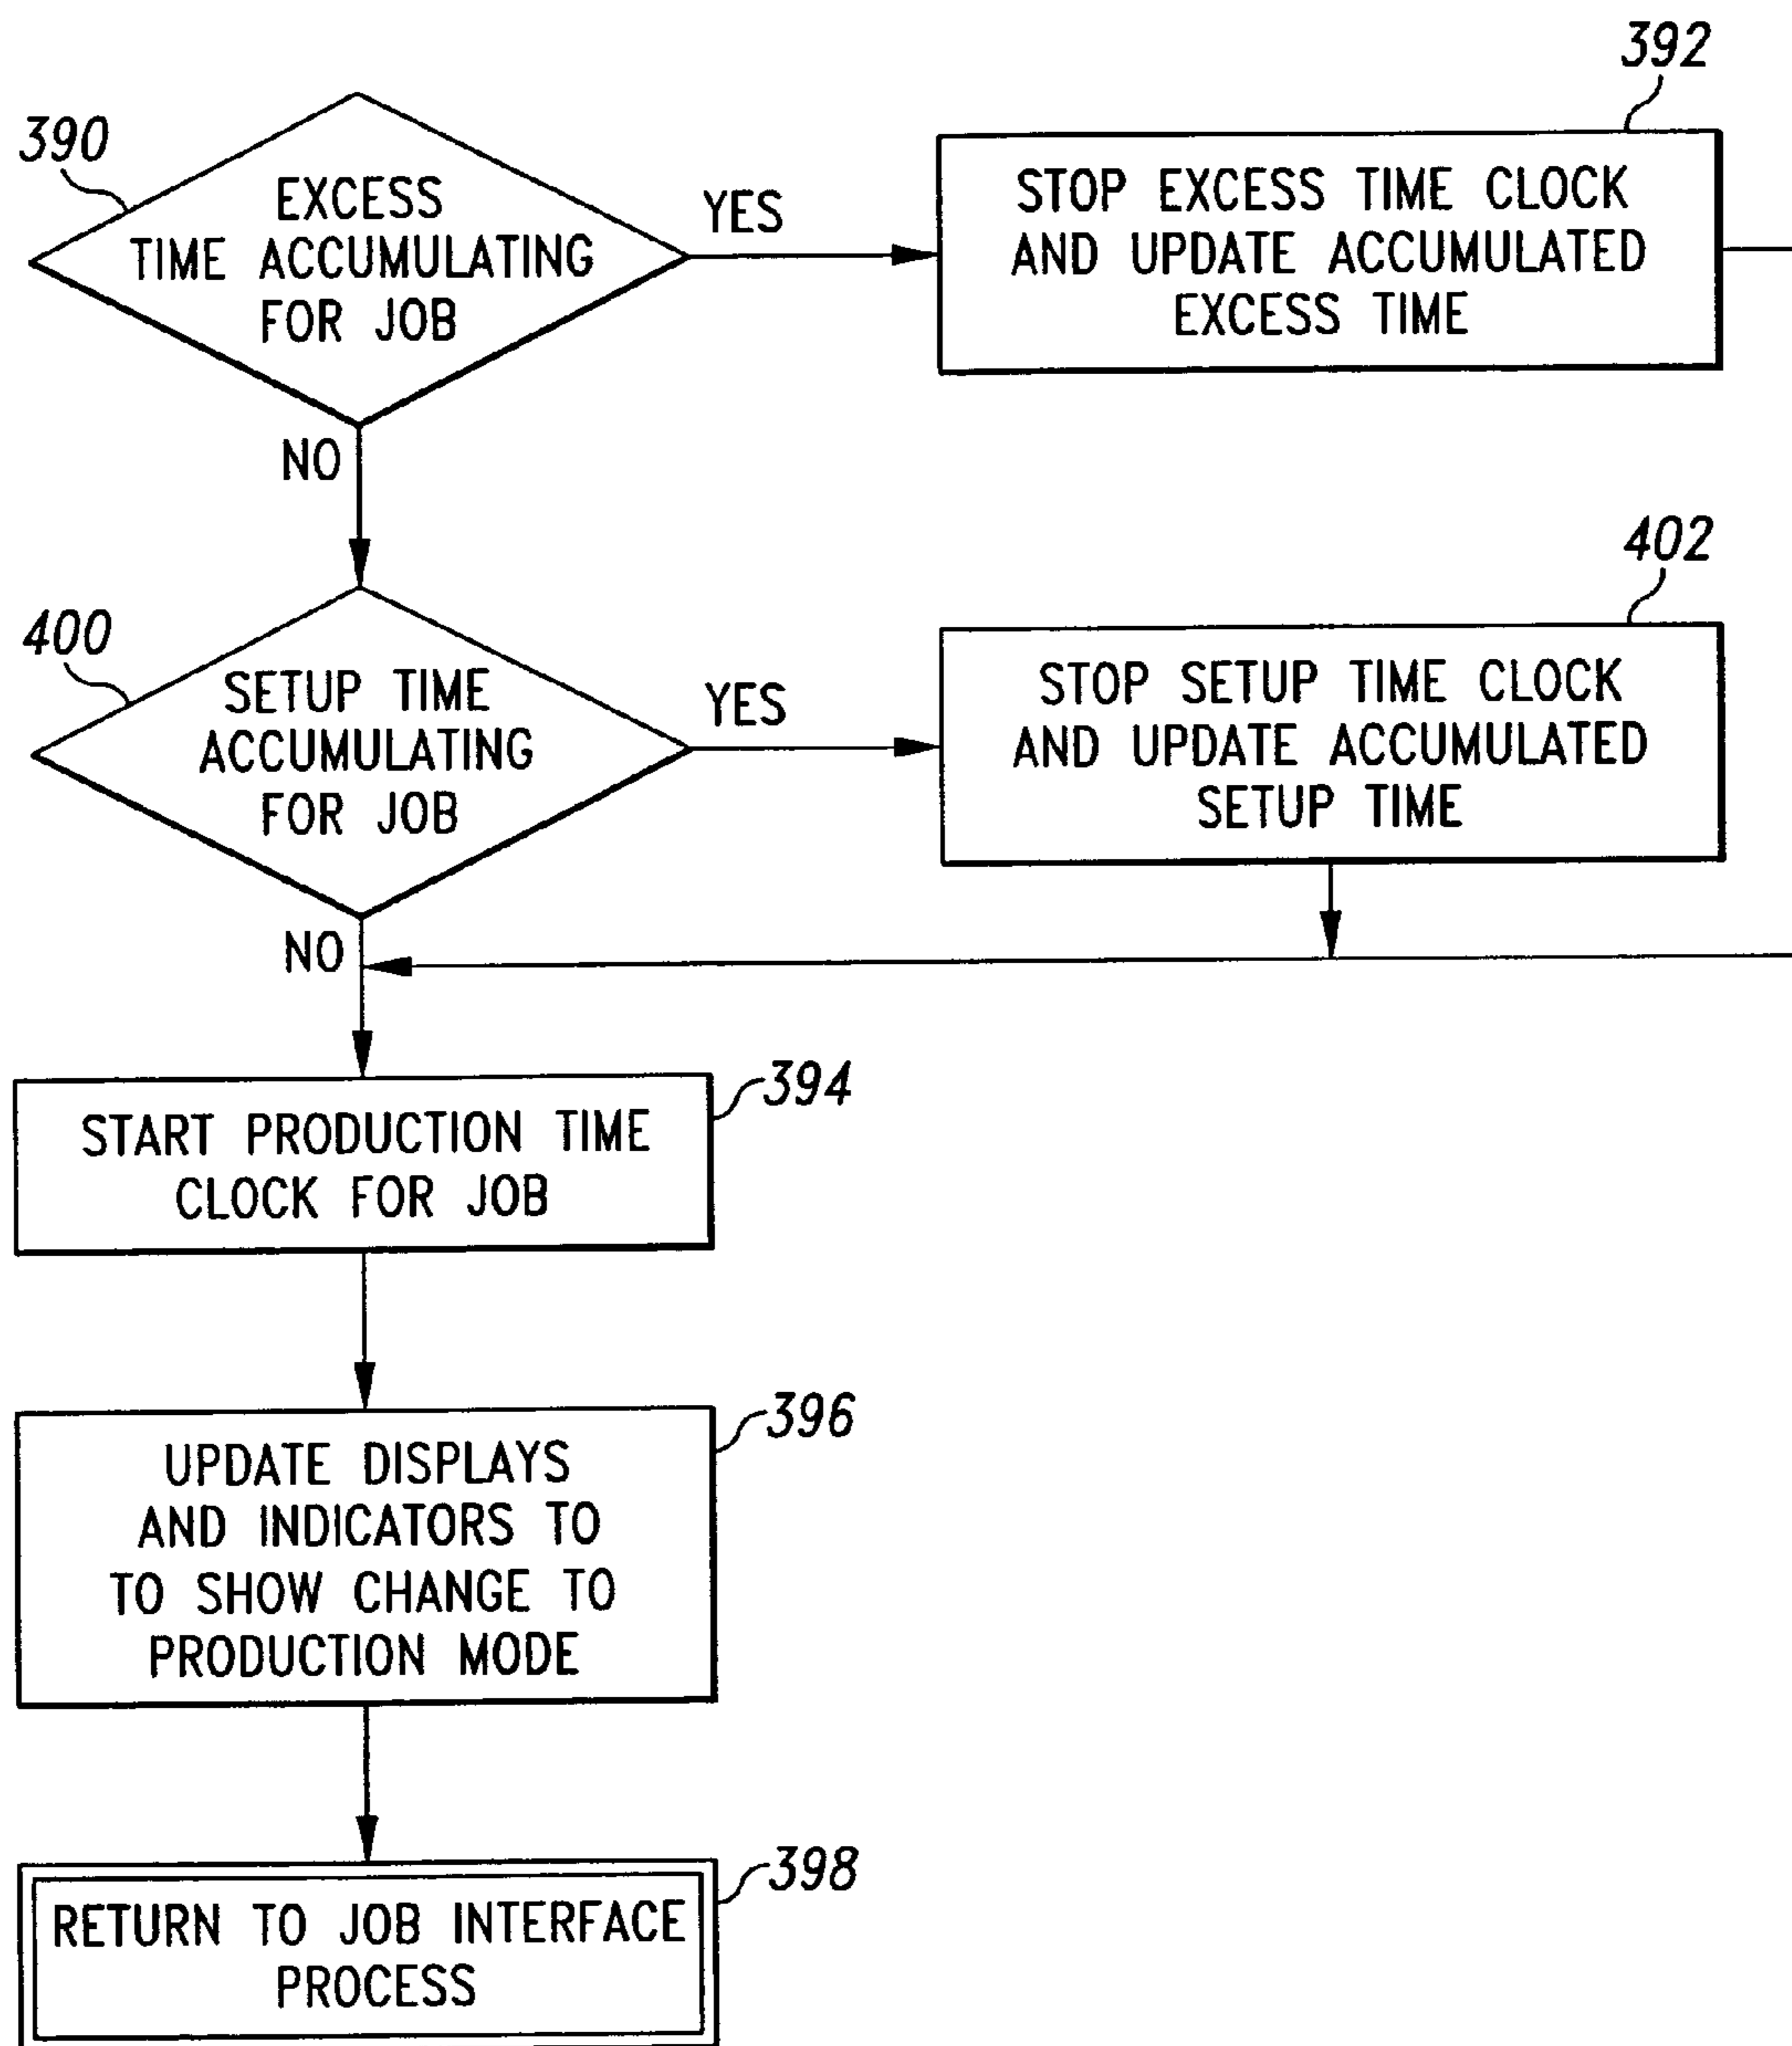 392
390
EXCESS
TIME ACCUMULATING
FOR JOB
YES
STOP EXCESS TIME CLOCK
AND UPDATE ACCUMULATED
EXCESS TIME
NO
402
400
SETUP TIME
ACCUMULATING
FOR JOB
YES
STOP SETUP TIME CLOCK
AND UPDATE ACCUMULATED
SETUP TIME
NO
394
START PRODUCTION TIME
CLOCK FOR JOB
396
UPDATE DISPLAYS
AND INDICATORS TO
TO SHOW CHANGE TO
PRODUCTION MODE
398
RETURN TO JOB INTERFACE
PROCESS